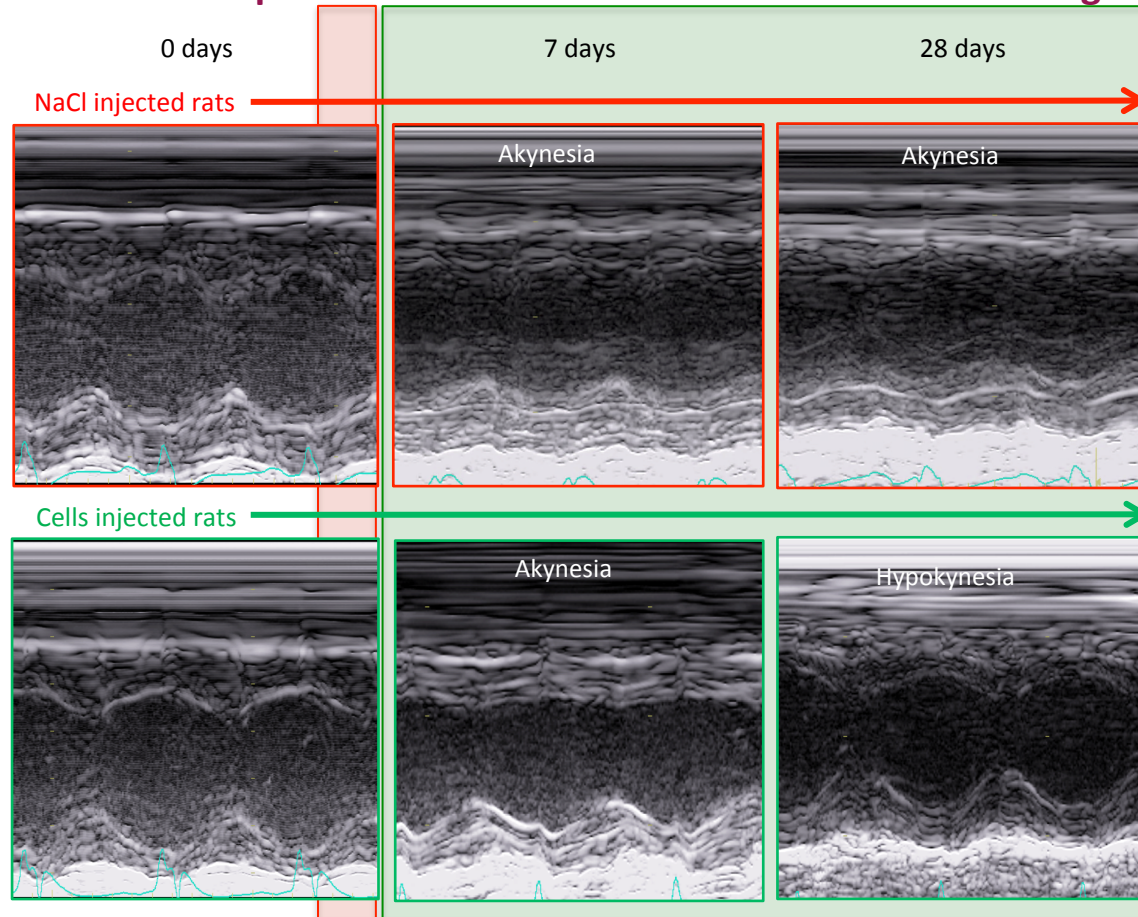 0 days
7 days
28 days
NaCl injected rats
Akynesia
Akynesia
Cells injected rats
Akynesia
Hypokynesia